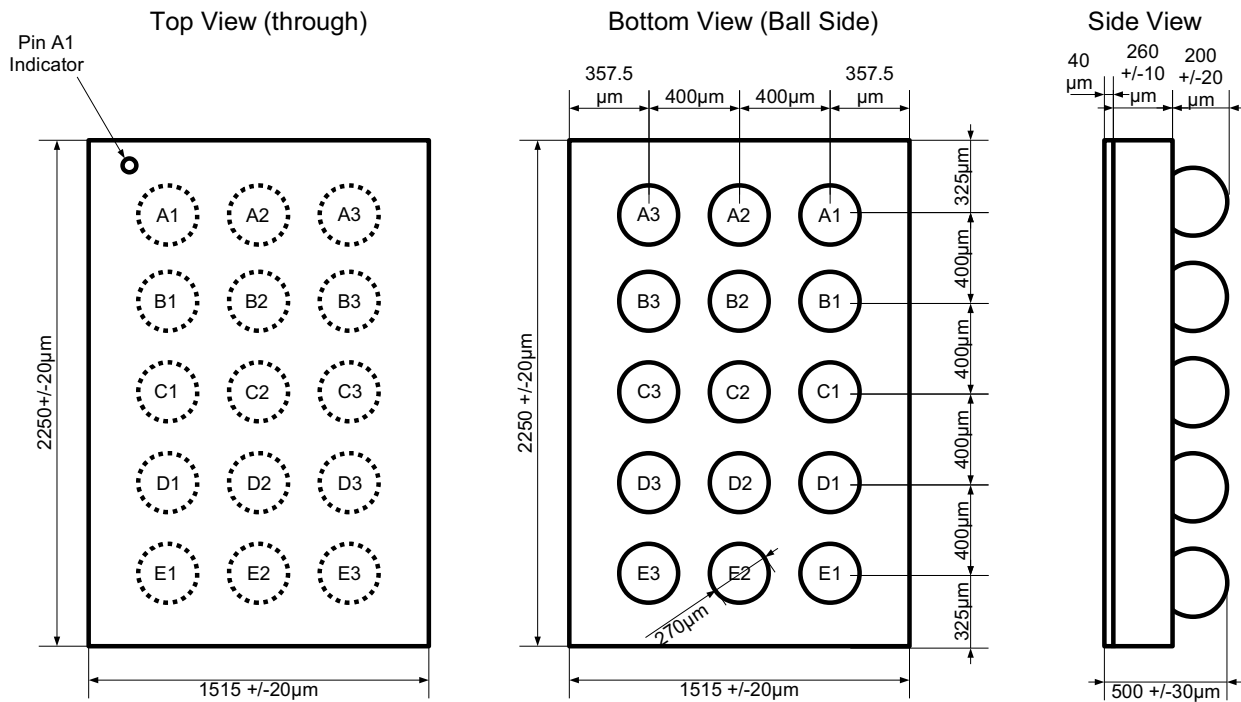 Top View (through)
Pin A1
Indicator
A1 A2 A3
B1 B2 B3
C1 C2 C3
D1 D2 D3
E1 E2 E3
2250+/-20µm
1515 +/-20µm
Bottom View (Ball Side)
357.5
µm
400µm
400µm
357.5
µm
A3 A2 A1
B3 B2 B1
C3 C2 C1
D3 D2 D1
E3 E2 E1
270µm
2250 +/-20µm
1515 +/-20µm
325µm
400µm
400µm
400µm
400µm
325µm
Side View
40
µm
260
+/-10
µm
200
+/-20
µm
500 +/-30µm